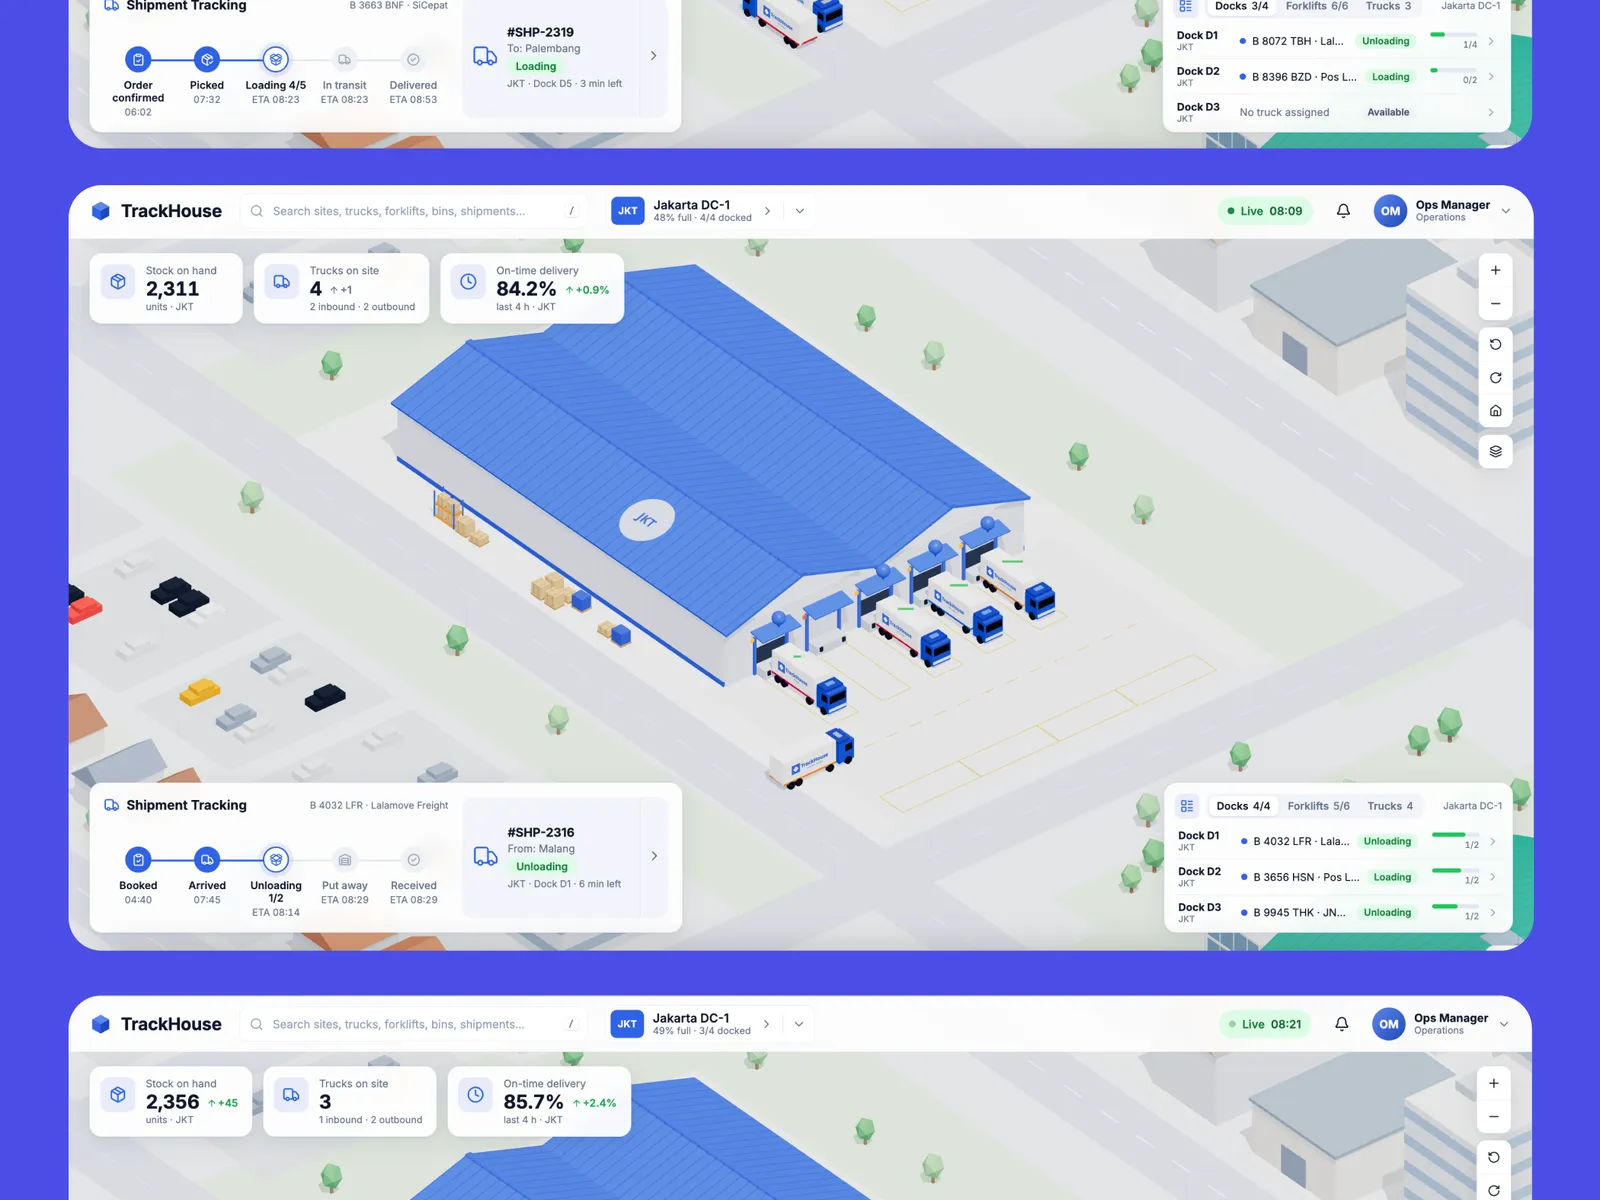 Shipment Tracking
B 3663 BNF · SiCepat
Order confirmed
06:02
Picked
07:32
Loading 4/5
ETA 08:23
In transit
ETA 08:23
Delivered
ETA 08:53
#SHP-2319
To: Palembang
Loading
JKT · Dock D5 · 3 min left
Docks 3/4
Forklifts 6/6
Trucks 3
Jakarta DC-1
Dock D1
JKT
B 8072 TBH · Lal...
Unloading
1/4
Dock D2
JKT
B 8396 BZD · Pos L...
Loading
0/2
Dock D3
JKT
No truck assigned
Available
TrackHouse
Search sites, trucks, forklifts, bins, shipments...
/
JKT
Jakarta DC-1
48% full · 4/4 docked
Live 08:09
OM
Ops Manager
Operations
Stock on hand
2,311
units · JKT
Trucks on site
4 ↑ +1
2 inbound · 2 outbound
On-time delivery
84.2% ↑ +0.9%
last 4 h · JKT
JKT
TrackHouse
TrackHouse
TrackHouse
TrackHouse
TrackHouse
Shipment Tracking
B 4032 LFR · Lalamove Freight
Booked
04:40
Arrived
07:45
Unloading
1/2
ETA 08:14
Put away
ETA 08:29
Received
ETA 08:29
#SHP-2316
From: Malang
Unloading
JKT · Dock D1 · 6 min left
Docks 4/4
Forklifts 5/6
Trucks 4
Jakarta DC-1
Dock D1
JKT
B 4032 LFR · Lala...
Unloading
1/2
Dock D2
JKT
B 3656 HSN · Pos L...
Loading
1/2
Dock D3
JKT
B 9945 THK · JN...
Unloading
1/2
TrackHouse
Search sites, trucks, forklifts, bins, shipments...
/
JKT
Jakarta DC-1
49% full · 3/4 docked
Live 08:21
OM
Ops Manager
Operations
Stock on hand
2,356 ↑ +45
units · JKT
Trucks on site
3
1 inbound · 2 outbound
On-time delivery
85.7% ↑ +2.4%
last 4 h · JKT